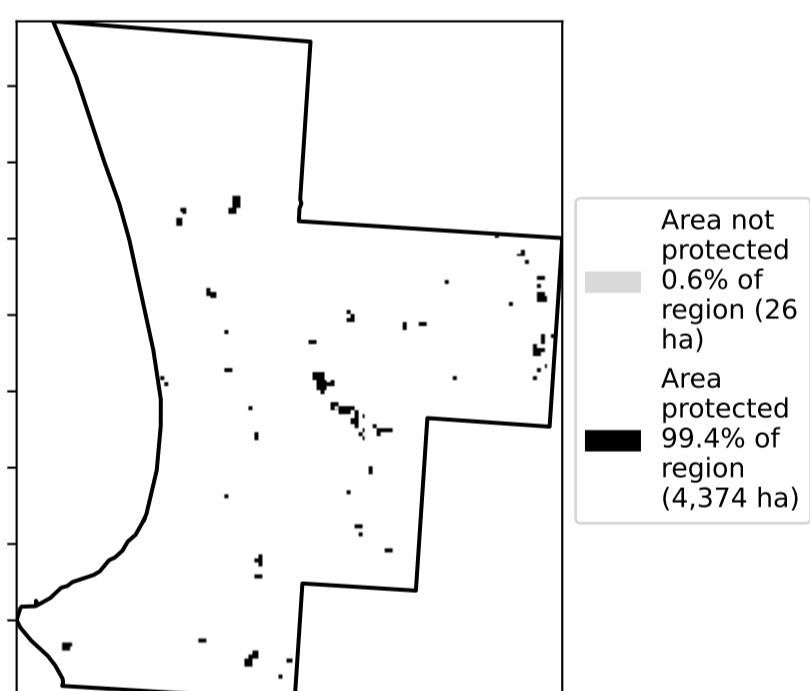 Area not
protected
0.6% of
region (26
ha)
Area
protected
99.4% of
region
(4,374 ha)